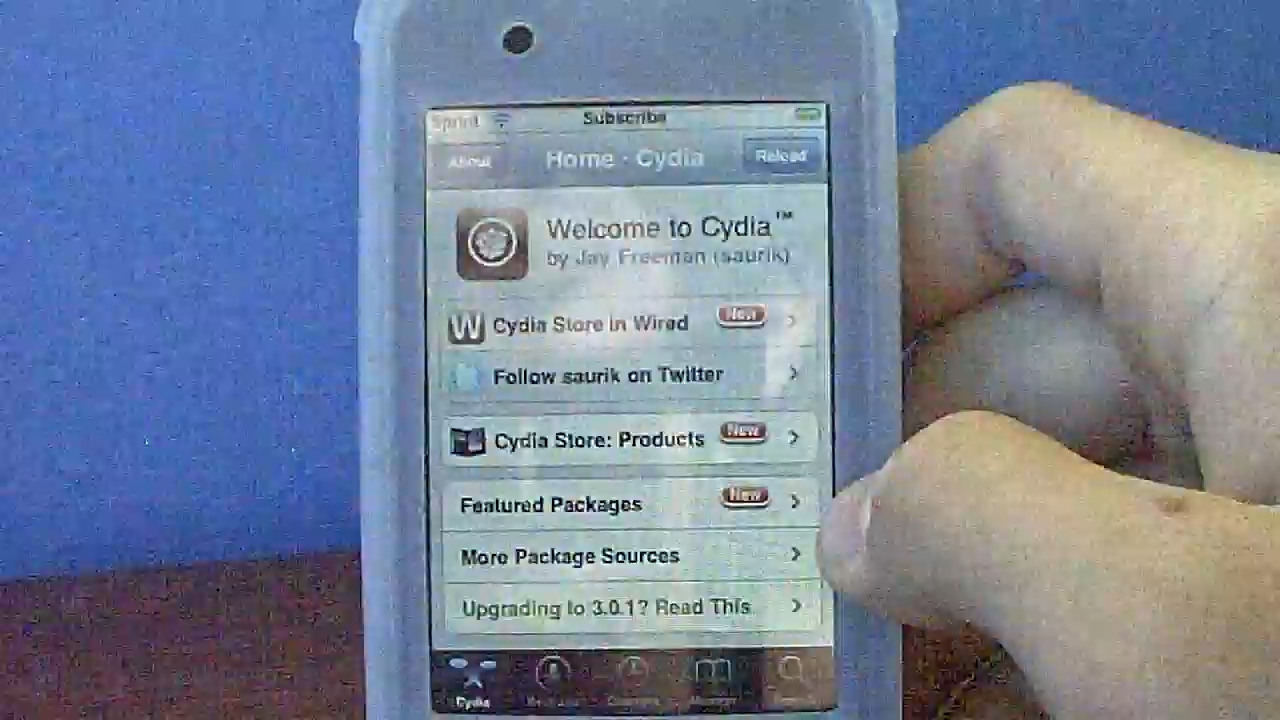 Sprint Subscribe
About Home · Cydia Reload
Welcome to Cydia™
by Jay Freeman (saurik)
W Cydia Store in Wired New
Follow saurik on Twitter
Cydia Store: Products New
Featured Packages New
More Package Sources
Upgrading to 3.0.1? Read This
Cydia